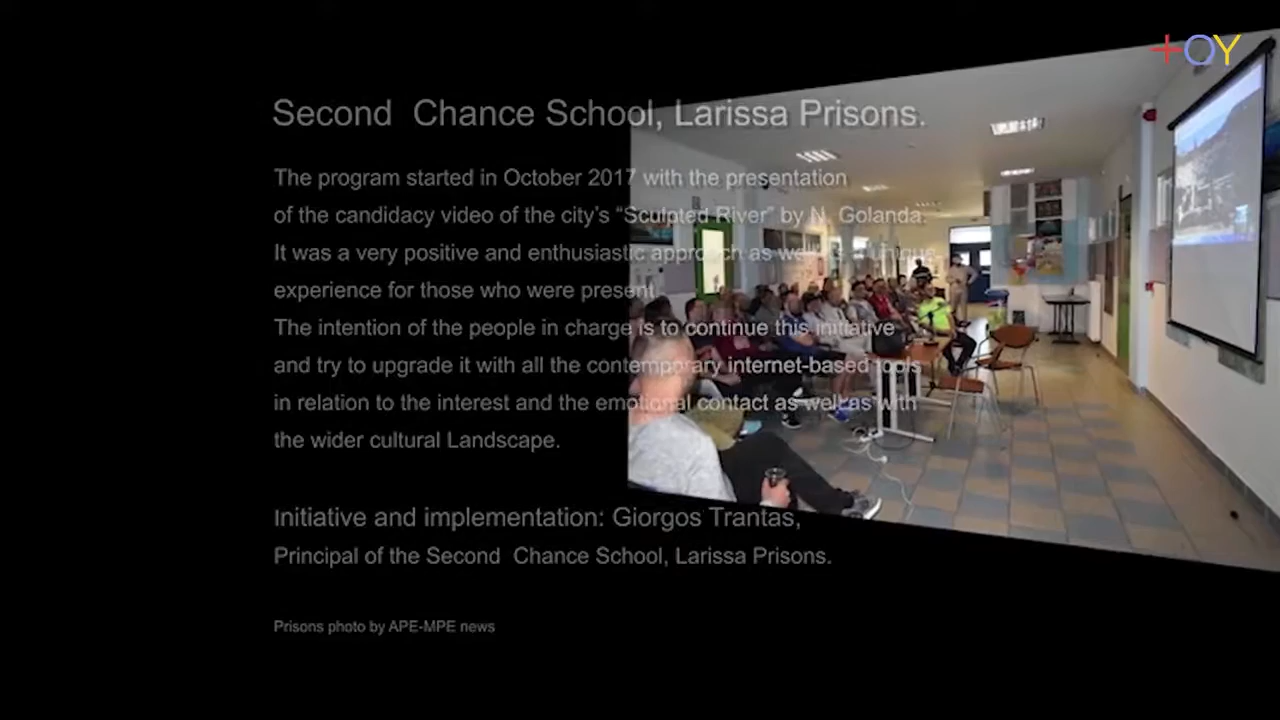 +OY
Second Chance School, Larissa Prisons.
The program started in October 2017 with the presentation
of the candidacy video of the city's “Sculpted River” by N. Golanda.
It was a very positive and enthusiastic approach as well as a unique
experience for those who were present.
The intention of the people in charge is to continue this initiative
and try to upgrade it with all the contemporary internet-based tools
in relation to the interest and the emotional contact as well as with
the wider cultural Landscape.
Initiative and implementation: Giorgos Trantas,
Principal of the Second Chance School, Larissa Prisons.
Prisons photo by APE-MPE news